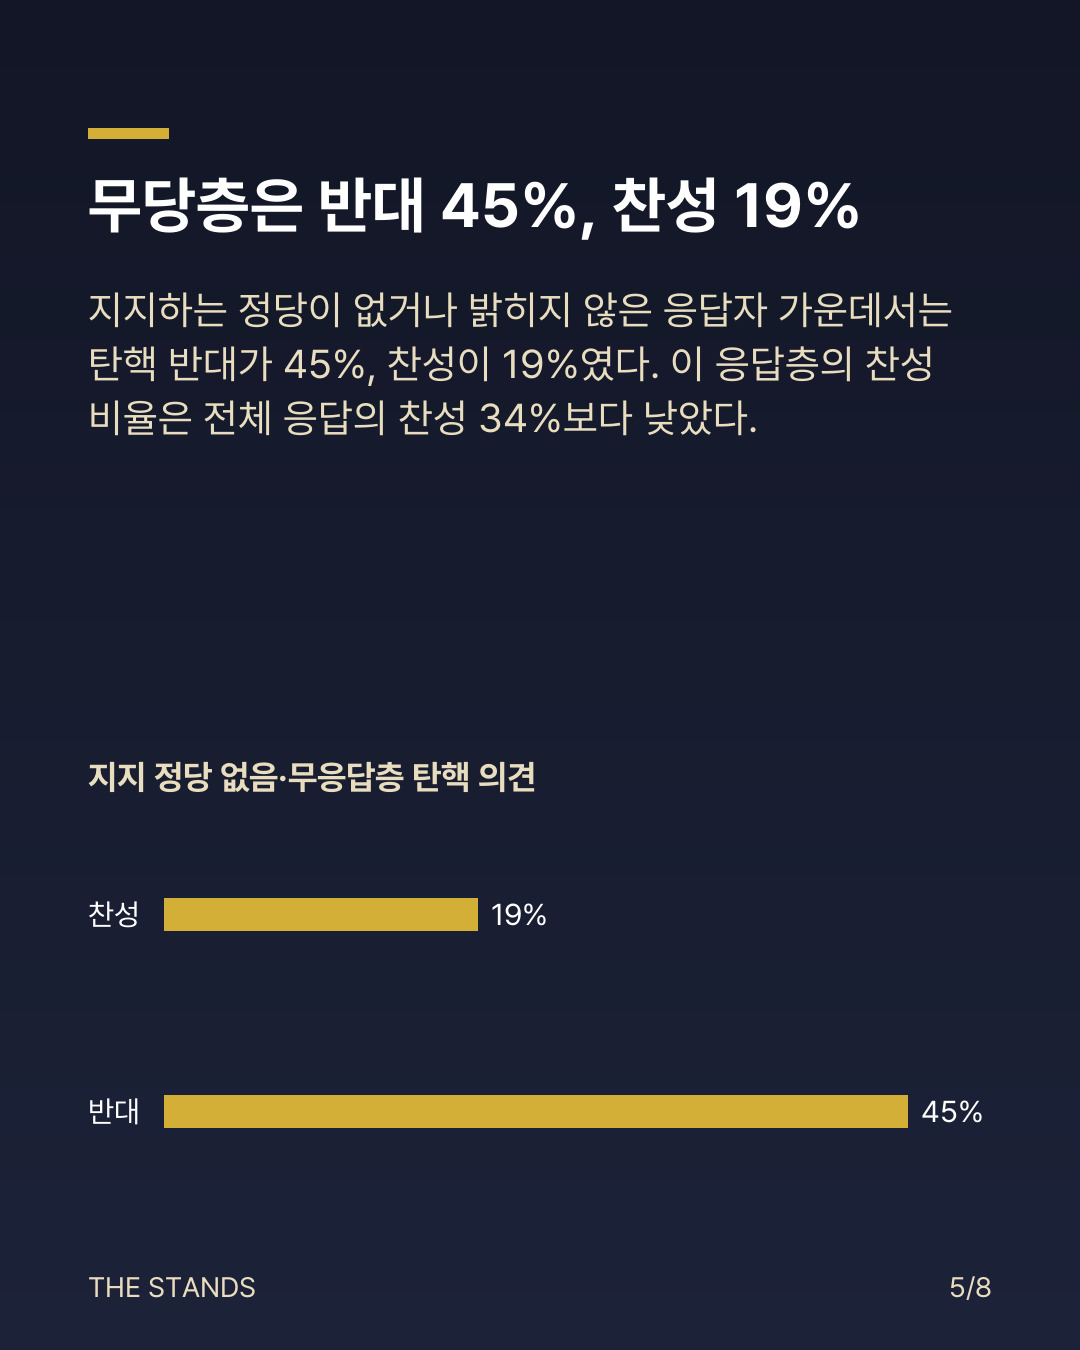 무당층은 반대 45%, 찬성 19%
지지하는 정당이 없거나 밝히지 않은 응답자 가운데서는
탄핵 반대가 45%, 찬성이 19%였다. 이 응답층의 찬성
비율은 전체 응답의 찬성 34%보다 낮았다.
지지 정당 없음·무응답층 탄핵 의견
찬성 19%
반대 45%
THE STANDS 5/8